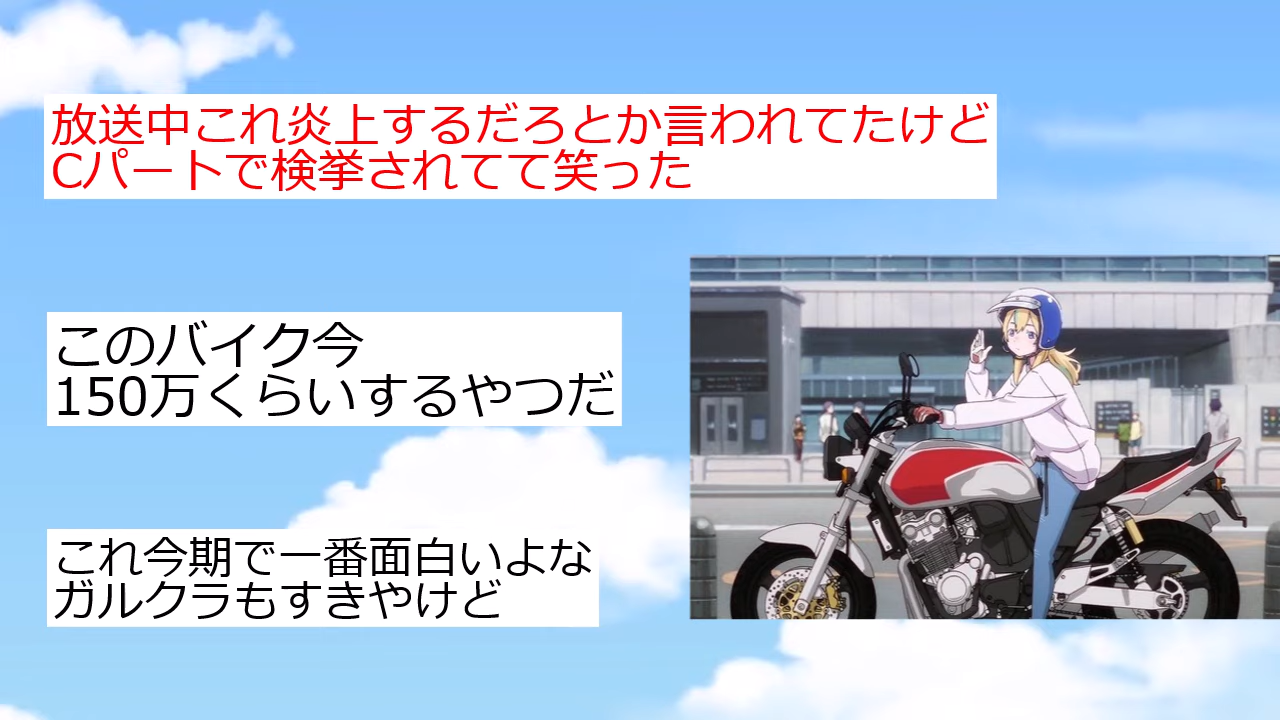 放送中これ炎上するだろとか言われてたけど
Cパートで検挙されてて笑った
このバイク今
150万くらいするやつだ
これ今期で一番面白いよな
ガルクラもすきやけど